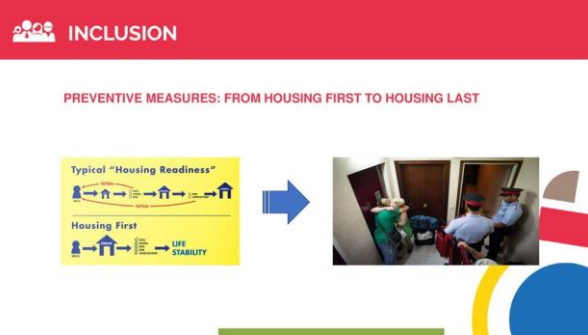 INCLUSION
PREVENTIVE MEASURES: FROM HOUSING FIRST TO HOUSING LAST
Typical "Housing Readiness"
Housing First
LIFE
STABILITY